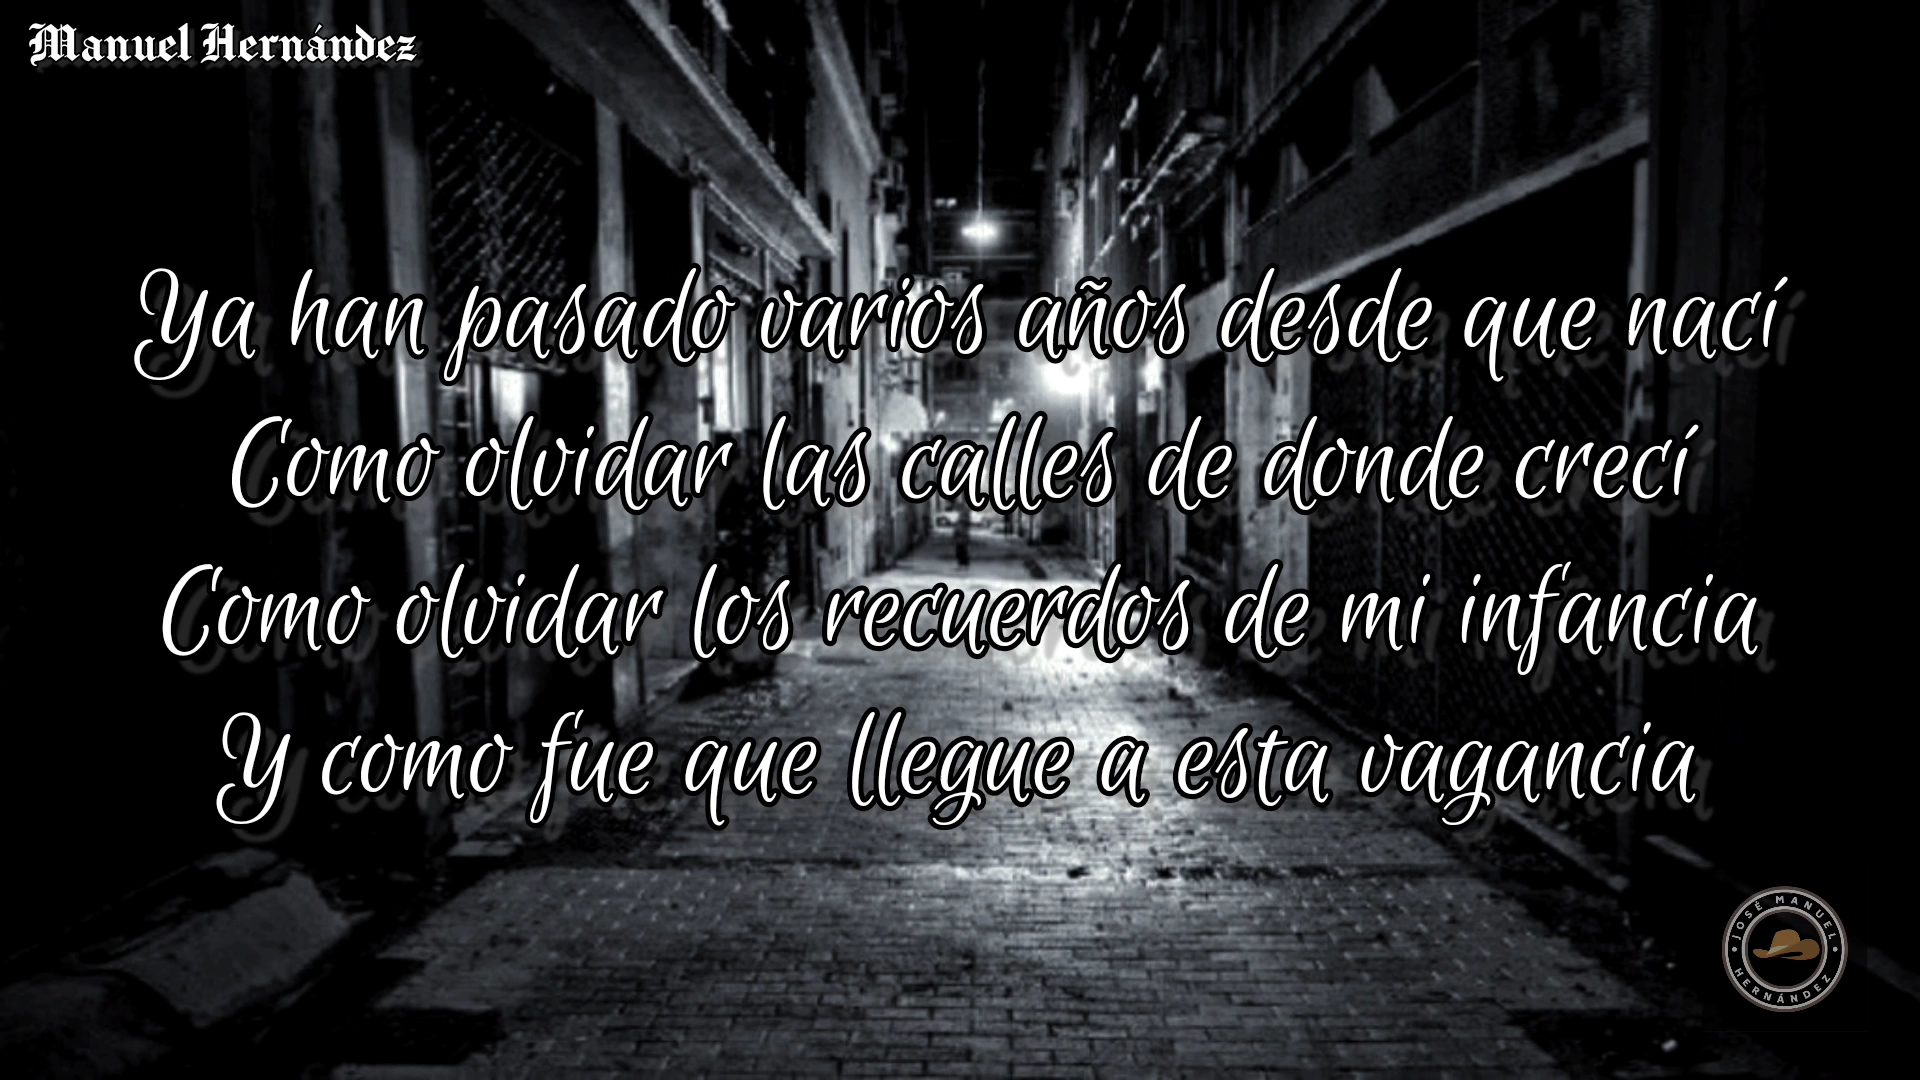 Manuel Hernández
Ya han pasado varios años desde que nací
Como olvidar las calles de donde crecí
Como olvidar los recuerdos de mi infancia
Y como fue que llegue a esta vagancia
JOSÉ MANUEL
HERNÁNDEZ